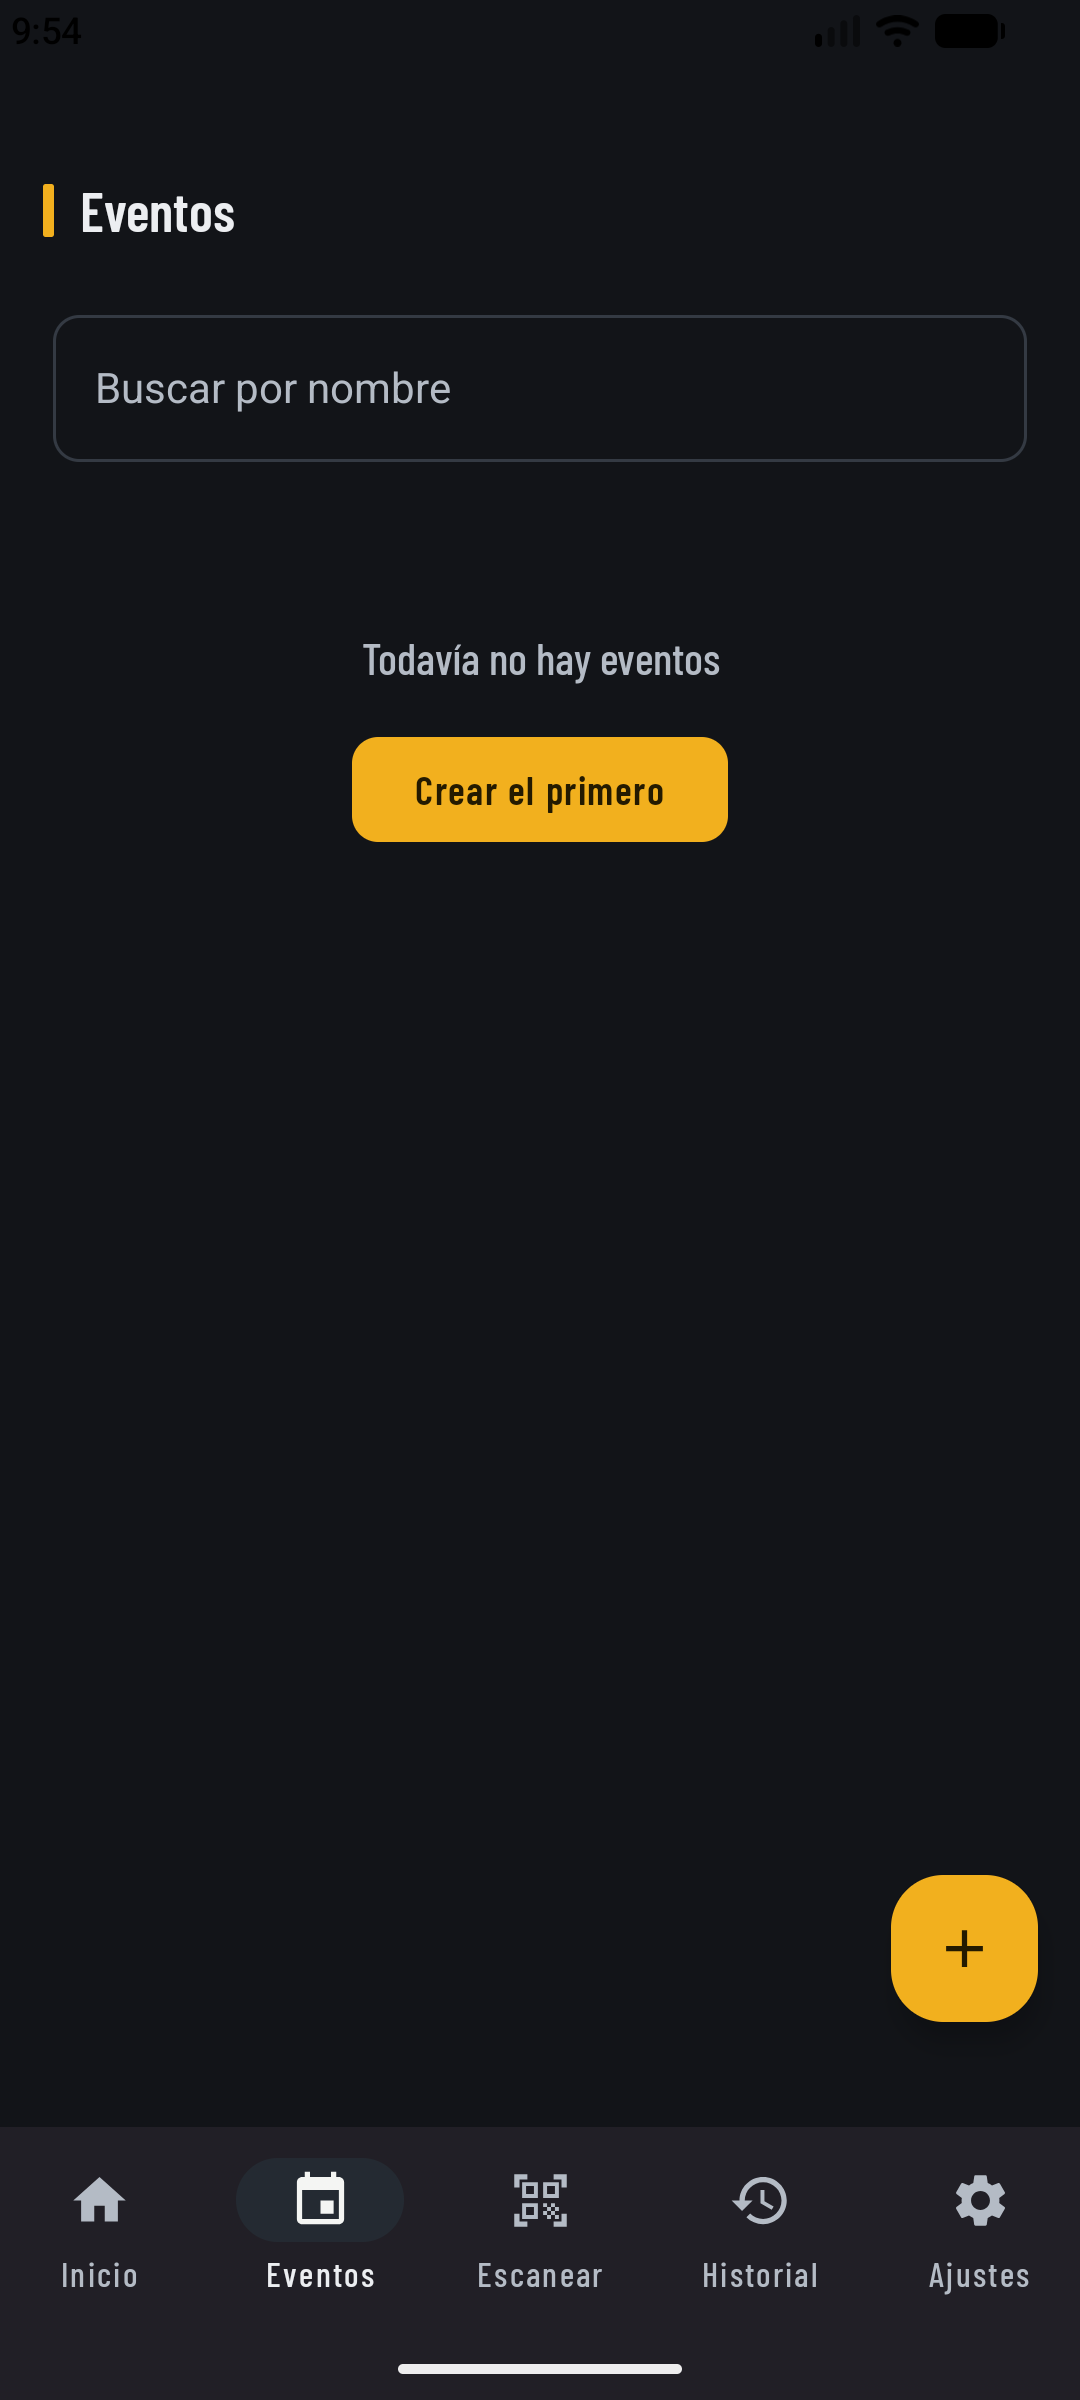 9:54
Eventos
Buscar por nombre
Todavía no hay eventos
Crear el primero
Inicio
Eventos
Escanear
Historial
Ajustes